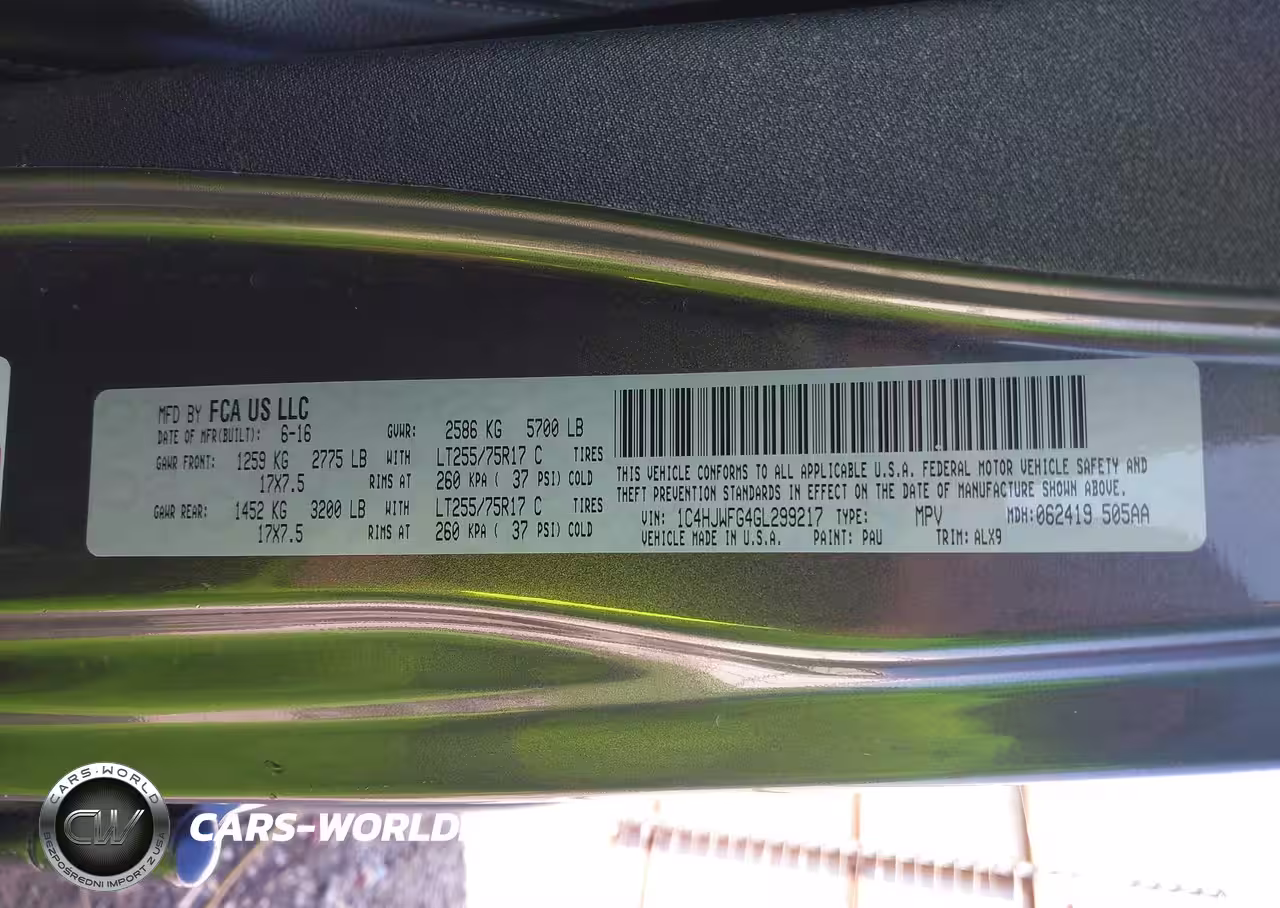 MFD BY FCA US LLC
DATE OF MFR(BUILT): 6-16 GVWR: 2586 KG 5700 LB
GAWR FRONT: 1259 KG 2775 LB WITH LT255/75R17 C TIRES
17X7.5 RIMS AT 260 KPA ( 37 PSI) COLD
GAWR REAR: 1452 KG 3200 LB WITH LT255/75R17 C TIRES
17X7.5 RIMS AT 260 KPA ( 37 PSI) COLD
THIS VEHICLE CONFORMS TO ALL APPLICABLE U.S.A. FEDERAL MOTOR VEHICLE SAFETY AND
THEFT PREVENTION STANDARDS IN EFFECT ON THE DATE OF MANUFACTURE SHOWN ABOVE.
VIN: 1C4HJWFG4GL299217 TYPE: MPV MDH: 062419 505AA
VEHICLE MADE IN U.S.A. PAINT: PAU TRIM: ALX9
CARS-WORLD
CW
BEZPOŚREDNI IMPORT Z USA
CARS-WORLD